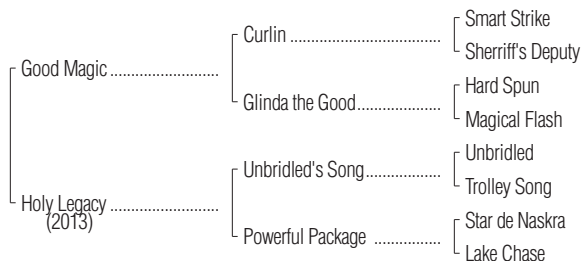 Smart Strike
Curlin ....................................
Sherriff's Deputy
Good Magic..........................
Hard Spun
Glinda the Good....................
Magical Flash
Unbridled
Unbridled's Song..................
Trolley Song
Holy Legacy ..........................
(2013)
Star de Naskra
Powerful Package ................
Lake Chase